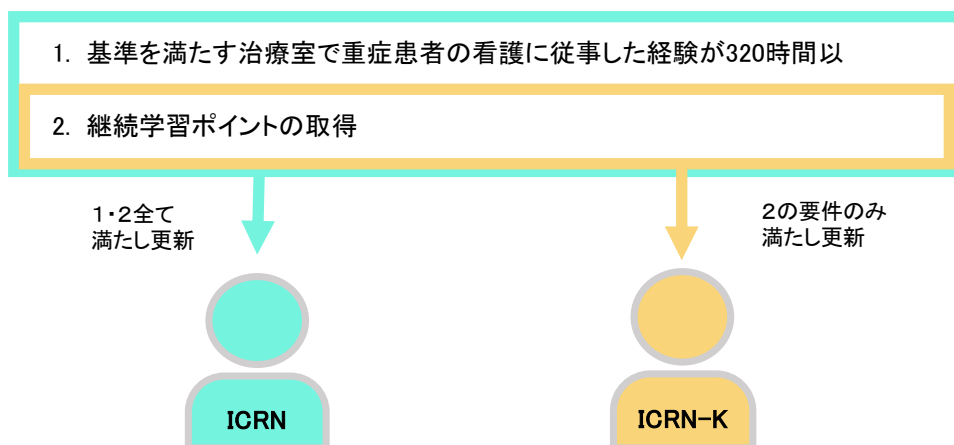 1. 基準を満たす治療室で重症患者の看護に従事した経験が320時間以
2. 継続学習ポイントの取得
1・2全て
満たし更新
2の要件のみ
満たし更新
ICRN
ICRN-K